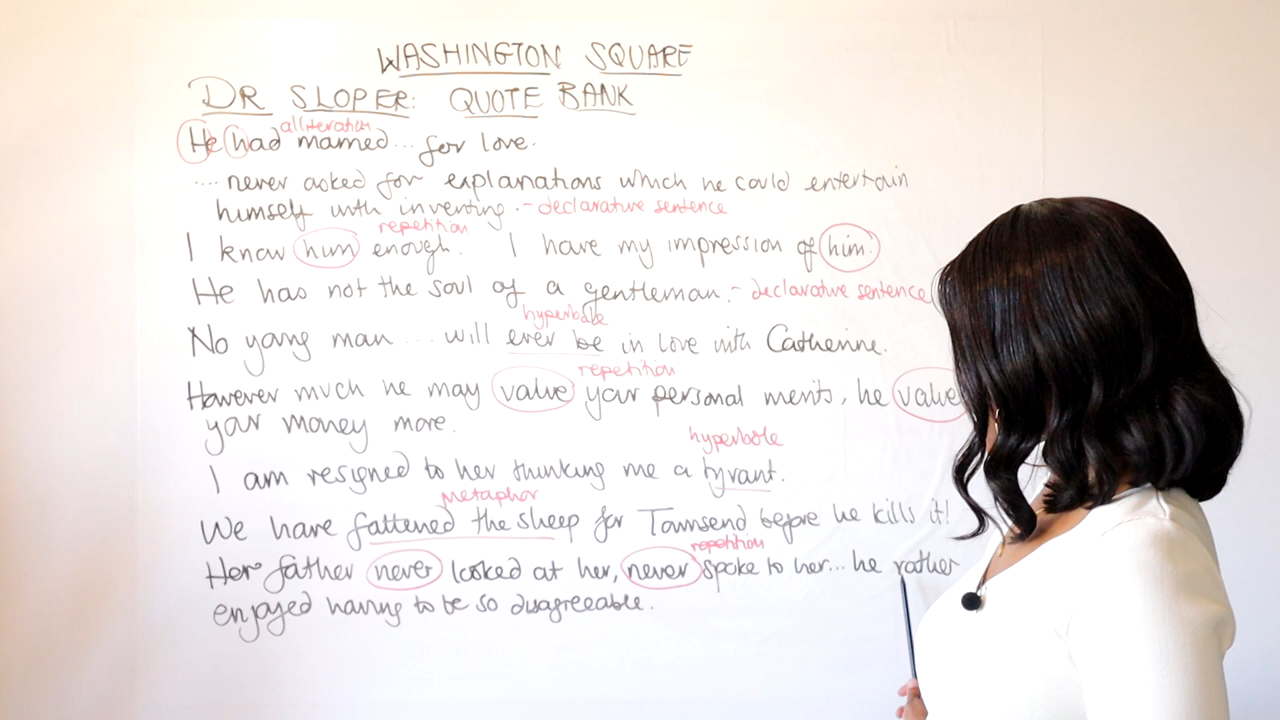 WASHINGTON SQUARE
DR SLOPER: QUOTE BANK
alliteration
He had married... for love.
.... never asked for explanations which he could entertain
himself with inventing. - declarative sentence
repetition
I know him enough. I have my impression of him.
He has not the soul of a gentleman. - declarative sentence
hyperbole
No young man... will ever be in love with Catherine.
repetition
However much he may value your personal merits, he value
your money more.
hyperbole
I am resigned to her thinking me a tyrant.
metaphor
We have fattened the sheep for Townsend before he kills it!
repetition
Her father never looked at her, never spoke to her... he rather
enjoyed having to be so disagreeable.